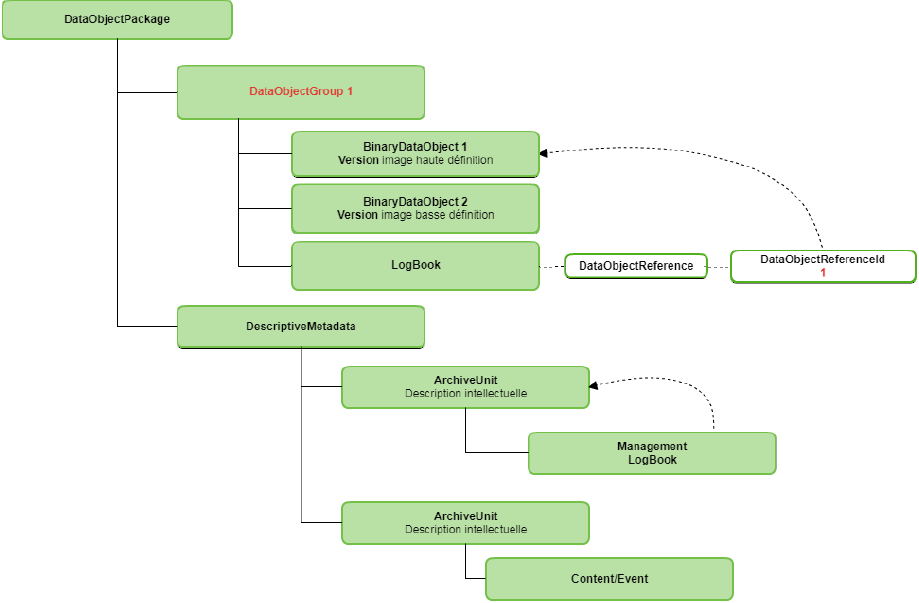 DataObjectPackage
DataObjectGroup 1
BinaryDataObject 1
Version image haute définition
BinaryDataObject 2
Version image basse définition
LogBook
DataObjectReference
DataObjectReferenceId
1
DescriptiveMetadata
ArchiveUnit
Description intellectuelle
Management
LogBook
ArchiveUnit
Description intellectuelle
Content/Event